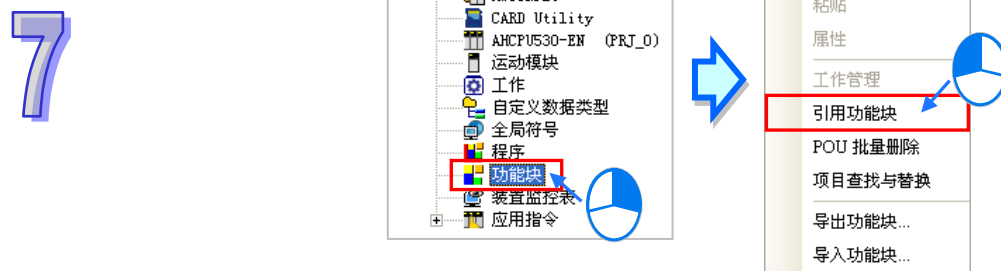 7
CARD Utility
AHCPU530-EN (PRJ_0)
运动模块
工作
自定义数据类型
全局符号
程序
功能块
装置监控表
应用指令
粘贴
属性
工作管理
引用功能块
POU 批量删除
项目查找与替换
导出功能块...
导入功能块...